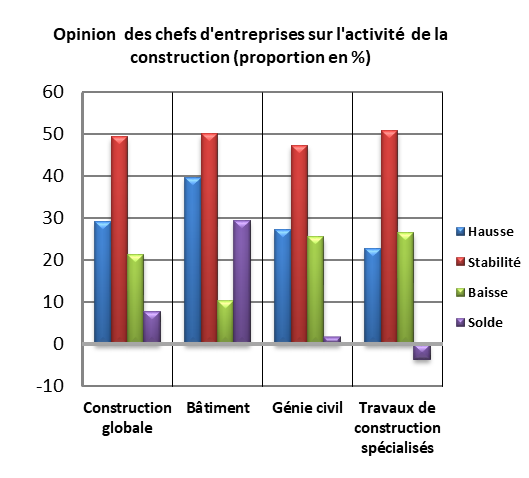 Opinion des chefs d'entreprises sur l'activité de la
construction (proportion en %)
60
50
40
30
20
10
0
-10
Construction
globale
Bâtiment
Génie civil
Travaux de
construction
spécialisés
Hausse
Stabilité
Baisse
Solde